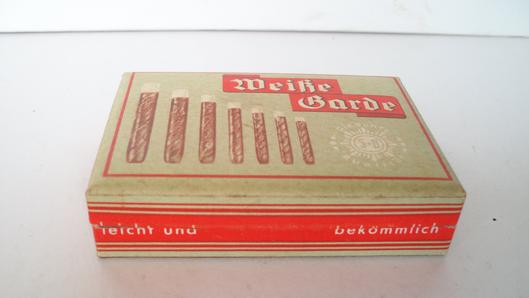 Weiße
Garde
leicht und
bekömmlich